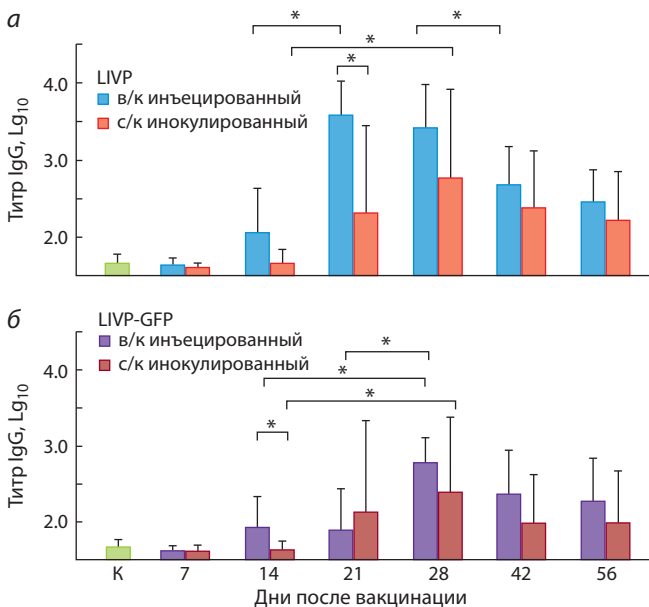 а
*
*
*
*
LIVP
в/к инъецированный
с/к инокулированный
Титр IgG, Lg10
4.0
3.0
2.0
б
LIVP-GFP
в/к инъецированный
с/к инокулированный
*
*
*
*
Титр IgG, Lg10
4.0
3.0
2.0
К 7 14 21 28 42 56
Дни после вакцинации